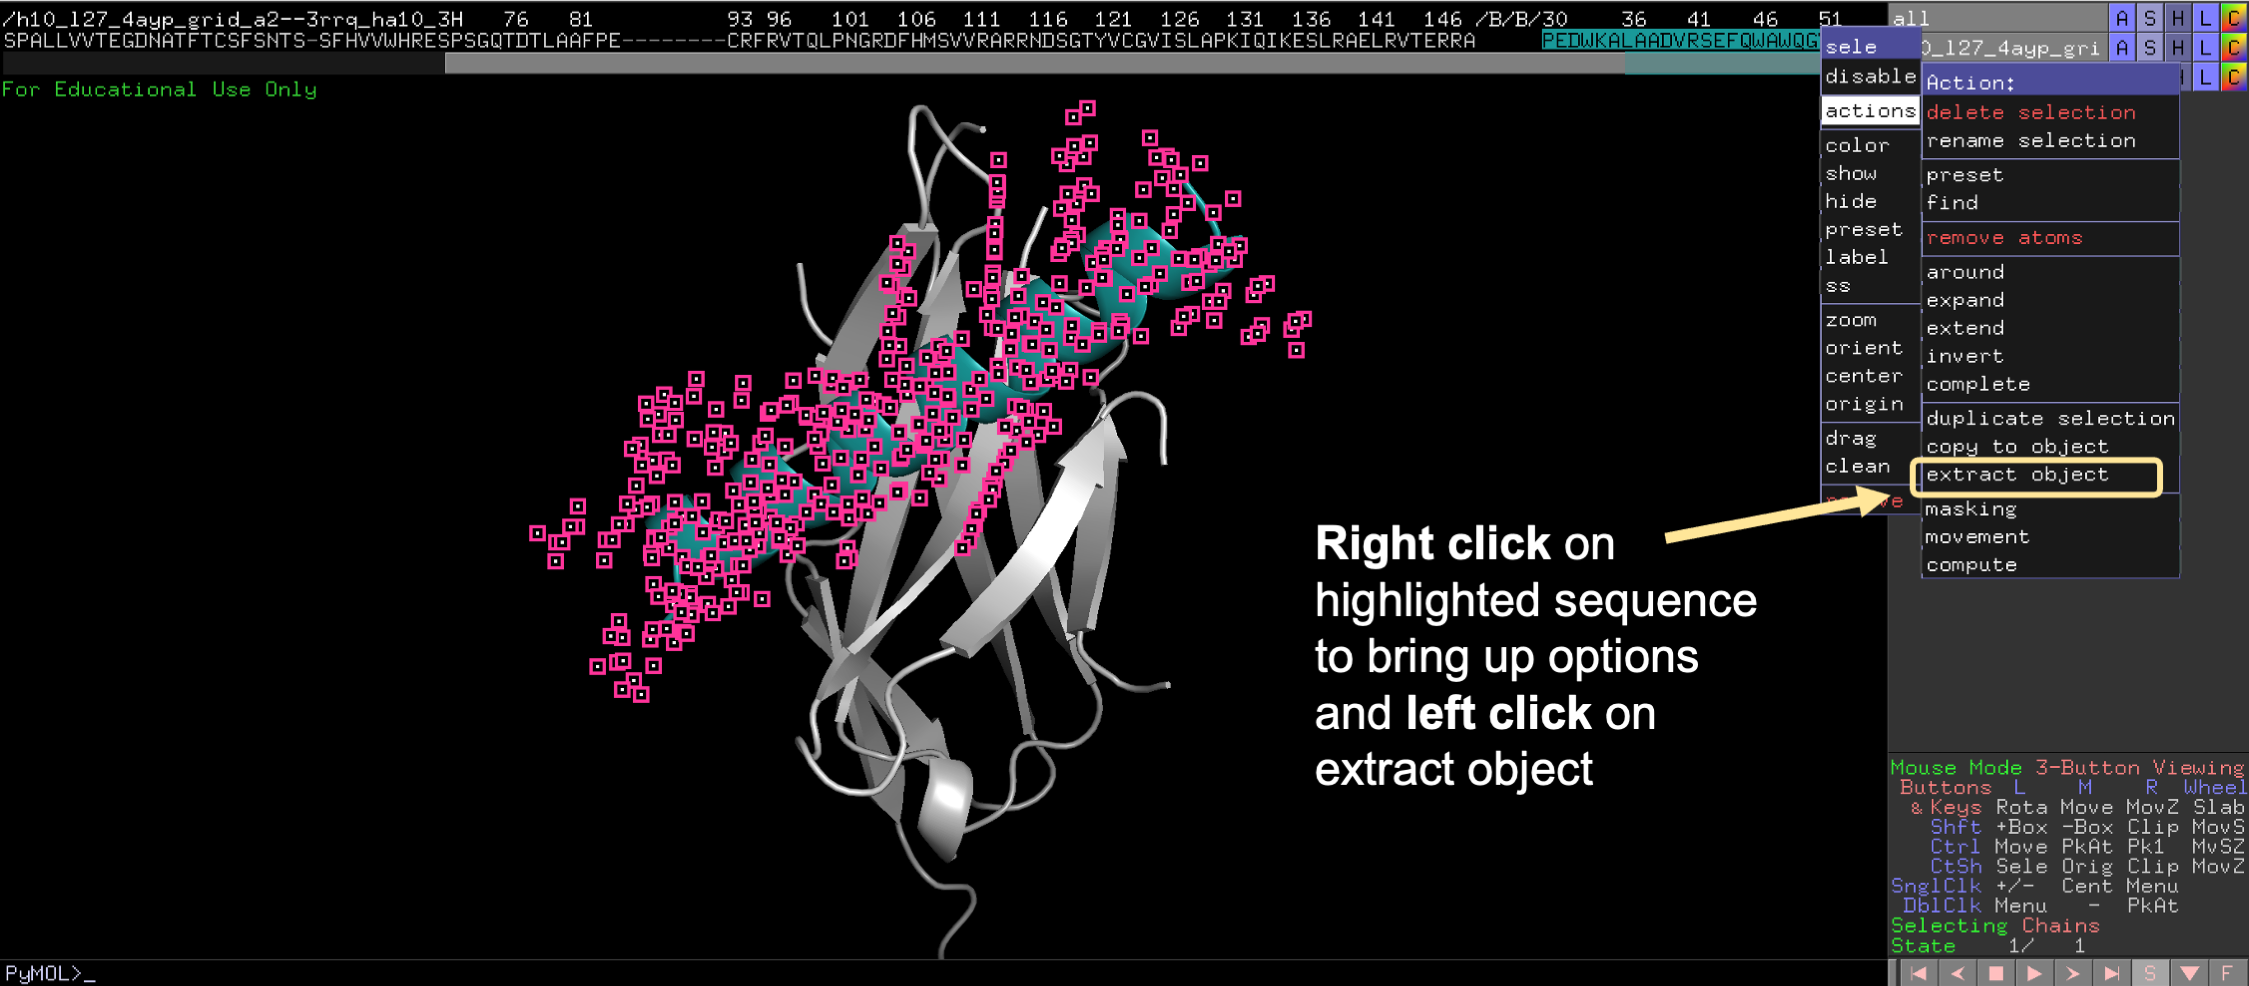 /h10_l27_4ayp_grid_a2--3rrq_ha10_3H 76 81 93 96 101 106 111 116 121 126 131 136 141 146 /B/B/30 36 41 46 51
SPALLVVTEGDNATFTCSFSNTS-SFHVVWHRESPSGQTDTLAAFPE--------CRFRVTQLPNGRDFHMSVVRARRNDSGTYVCGVISLAPKIQIKESLRAELRVTERRA PEDWKALAADVRSEFQWAWQG
For Educational Use Only
all A S H L C
0_l27_4ayp_gri A S H L C
L C
sele
disable
actions
color
show
hide
preset
label
ss
zoom
orient
center
origin
drag
clean
Action:
delete selection
rename selection
preset
find
remove atoms
around
expand
extend
invert
complete
duplicate selection
copy to object
extract object
masking
movement
compute
Right click on
highlighted sequence
to bring up options
and left click on
extract object
Mouse Mode 3-Button Viewing
Buttons L M R Wheel
& Keys Rota Move MovZ Slab
Shft +Box -Box Clip MovS
Ctrl Move PkAt Pk1 MvSZ
CtSh Sele Orig Clip MovZ
SnglClk +/- Cent Menu
DblClk Menu - PkAt
Selecting Chains
State 1/ 1
PyMOL>_
S F